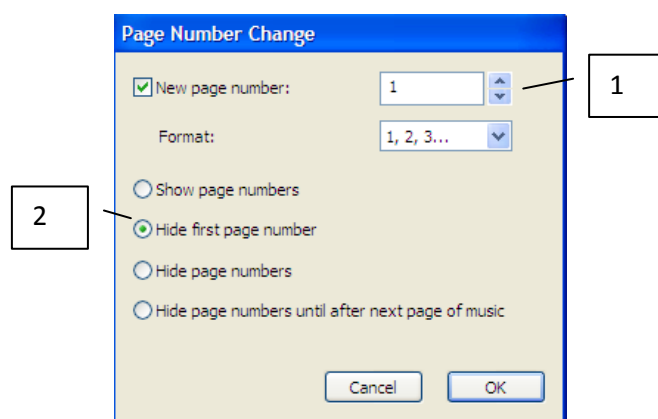 Page Number Change
New page number: 1
1
Format: 1, 2, 3...
Show page numbers
2
Hide first page number
Hide page numbers
Hide page numbers until after next page of music
Cancel OK